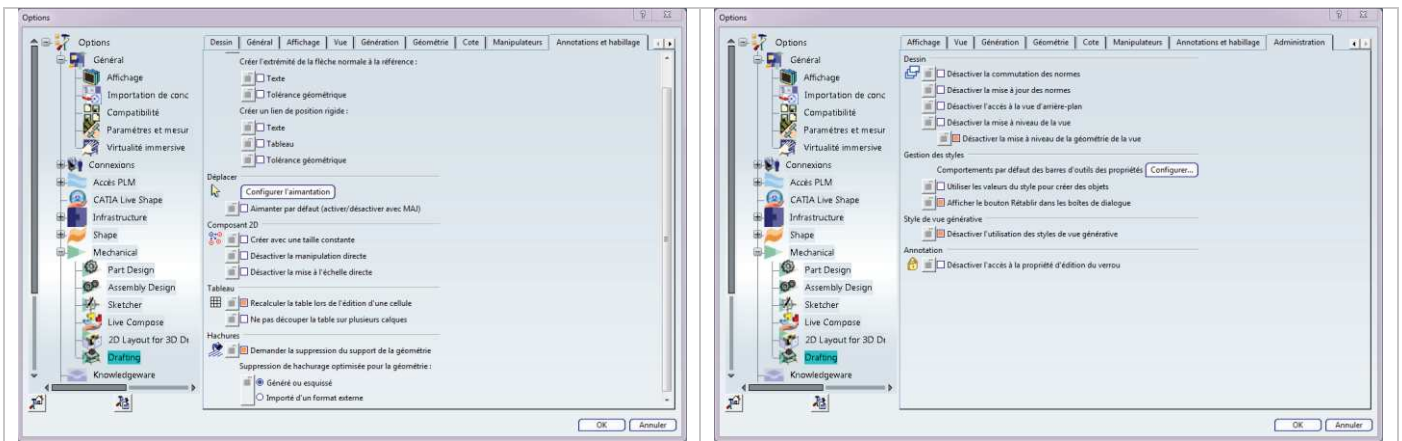 Options
Options
Général
Affichage
Importation de conc
Compatibilité
Paramètres et mesur
Virtualité immersive
Connexions
Accès PLM
CATIA Live Shape
Infrastructure
Shape
Mechanical
Part Design
Assembly Design
Sketcher
Live Compose
2D Layout for 3D De
Drafting
Knowledgeware
Dessin Général Affichage Vue Génération Géométrie Cote Manipulateurs Annotations et habillage
Créer l'extrémité de la flèche normale à la référence :
Texte
Tolérance géométrique
Créer un lien de position rigide :
Texte
Tableau
Tolérance géométrique
Déplacer
Configurer l'aimantation
Aimanter par défaut (activer/désactiver avec MAJ)
Composant 2D
Créer avec une taille constante
Désactiver la manipulation directe
Désactiver la mise à l'échelle directe
Tableau
Recalculer la table lors de l'édition d'une cellule
Ne pas découper la table sur plusieurs calques
Hachures
Demander la suppression du support de la géométrie
Suppression de hachurage optimisée pour la géométrie :
Généré ou esquissé
Importé d'un format externe
OK Annuler
Options
Options
Général
Affichage
Importation de conc
Compatibilité
Paramètres et mesur
Virtualité immersive
Connexions
Accès PLM
CATIA Live Shape
Infrastructure
Shape
Mechanical
Part Design
Assembly Design
Sketcher
Live Compose
2D Layout for 3D De
Drafting
Knowledgeware
Affichage Vue Génération Géométrie Cote Manipulateurs Annotations et habillage Administration
Dessin
Désactiver la commutation des normes
Désactiver la mise à jour des normes
Désactiver l'accès à la vue d'arrière-plan
Désactiver la mise à niveau de la vue
Désactiver la mise à niveau de la géométrie de la vue
Gestion des styles
Comportements par défaut des barres d'outils des propriétés Configurer...
Utiliser les valeurs du style pour créer des objets
Afficher le bouton Rétablir dans les boîtes de dialogue
Style de vue générative
Désactiver l'utilisation des styles de vue générative
Annotation
Désactiver l'accès à la propriété d'édition du verrou
OK Annuler